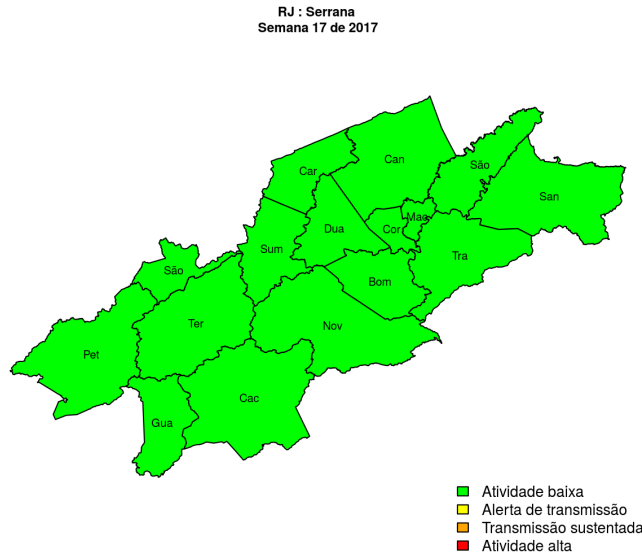 RJ : Serrana
Semana 17 de 2017
Can
São
Car
San
Mac
Dua
Cor
Sum
Tra
São
Bom
Ter
Nov
Pet
Cac
Gua
Atividade baixa
Alerta de transmissão
Transmissão sustentada
Atividade alta